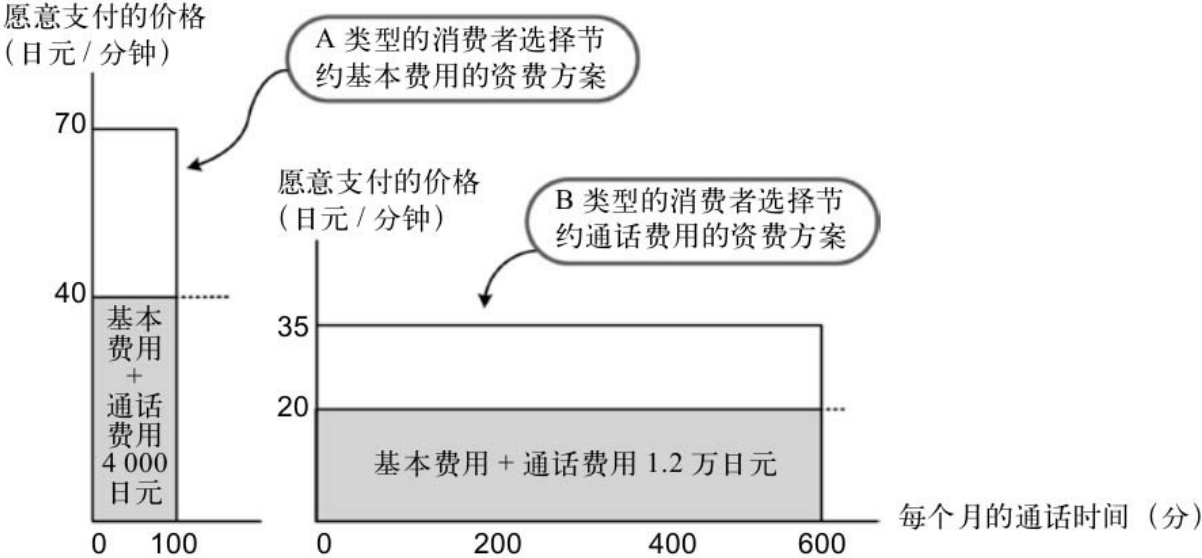 愿意支付的价格
（日元 / 分钟）
A 类型的消费者选择节
约基本费用的资费方案
70
40
基本
费用
+
通话
费用
4 000
日元
0 100
愿意支付的价格
（日元 / 分钟）
B 类型的消费者选择节
约通话费用的资费方案
35
20
基本费用 + 通话费用 1.2 万日元
0 200 400 600
每个月的通话时间（分）